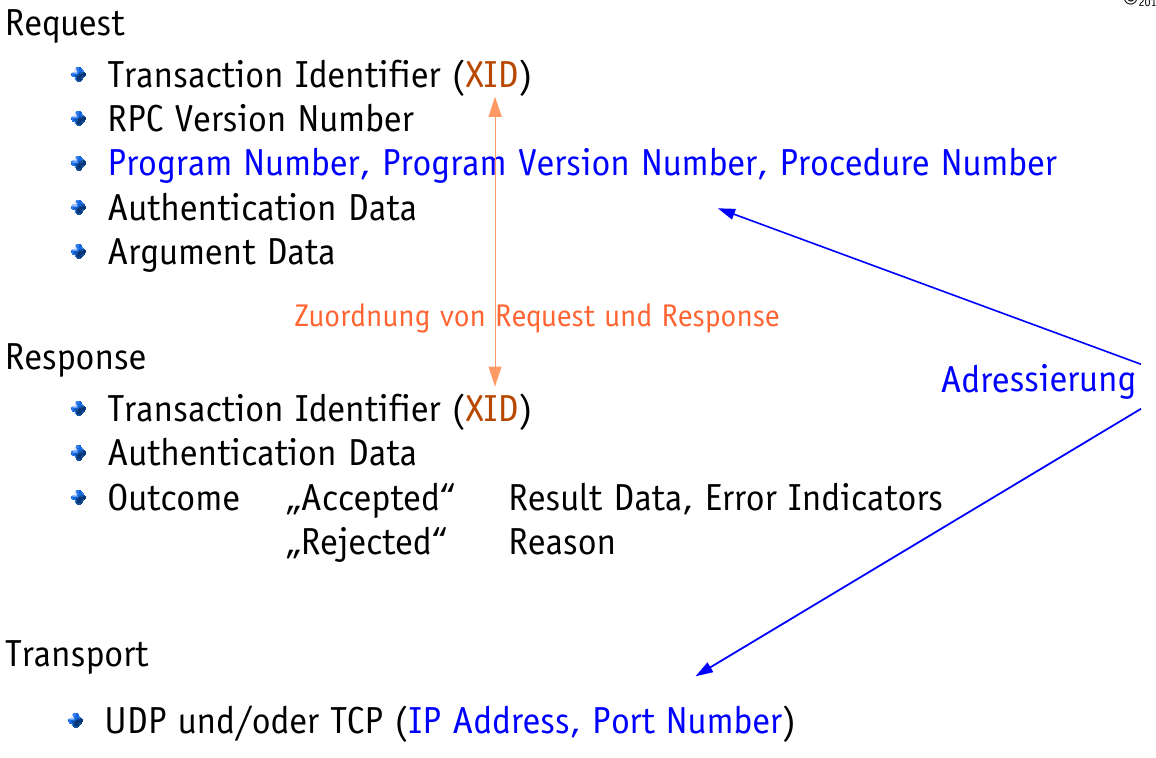 ©201
Request
Transaction Identifier (XID)
RPC Version Number
Program Number, Program Version Number, Procedure Number
Authentication Data
Argument Data
Zuordnung von Request und Response
Response
Adressierung
Transaction Identifier (XID)
Authentication Data
Outcome „Accepted“ Result Data, Error Indicators
„Rejected“ Reason
Transport
UDP und/oder TCP (IP Address, Port Number)